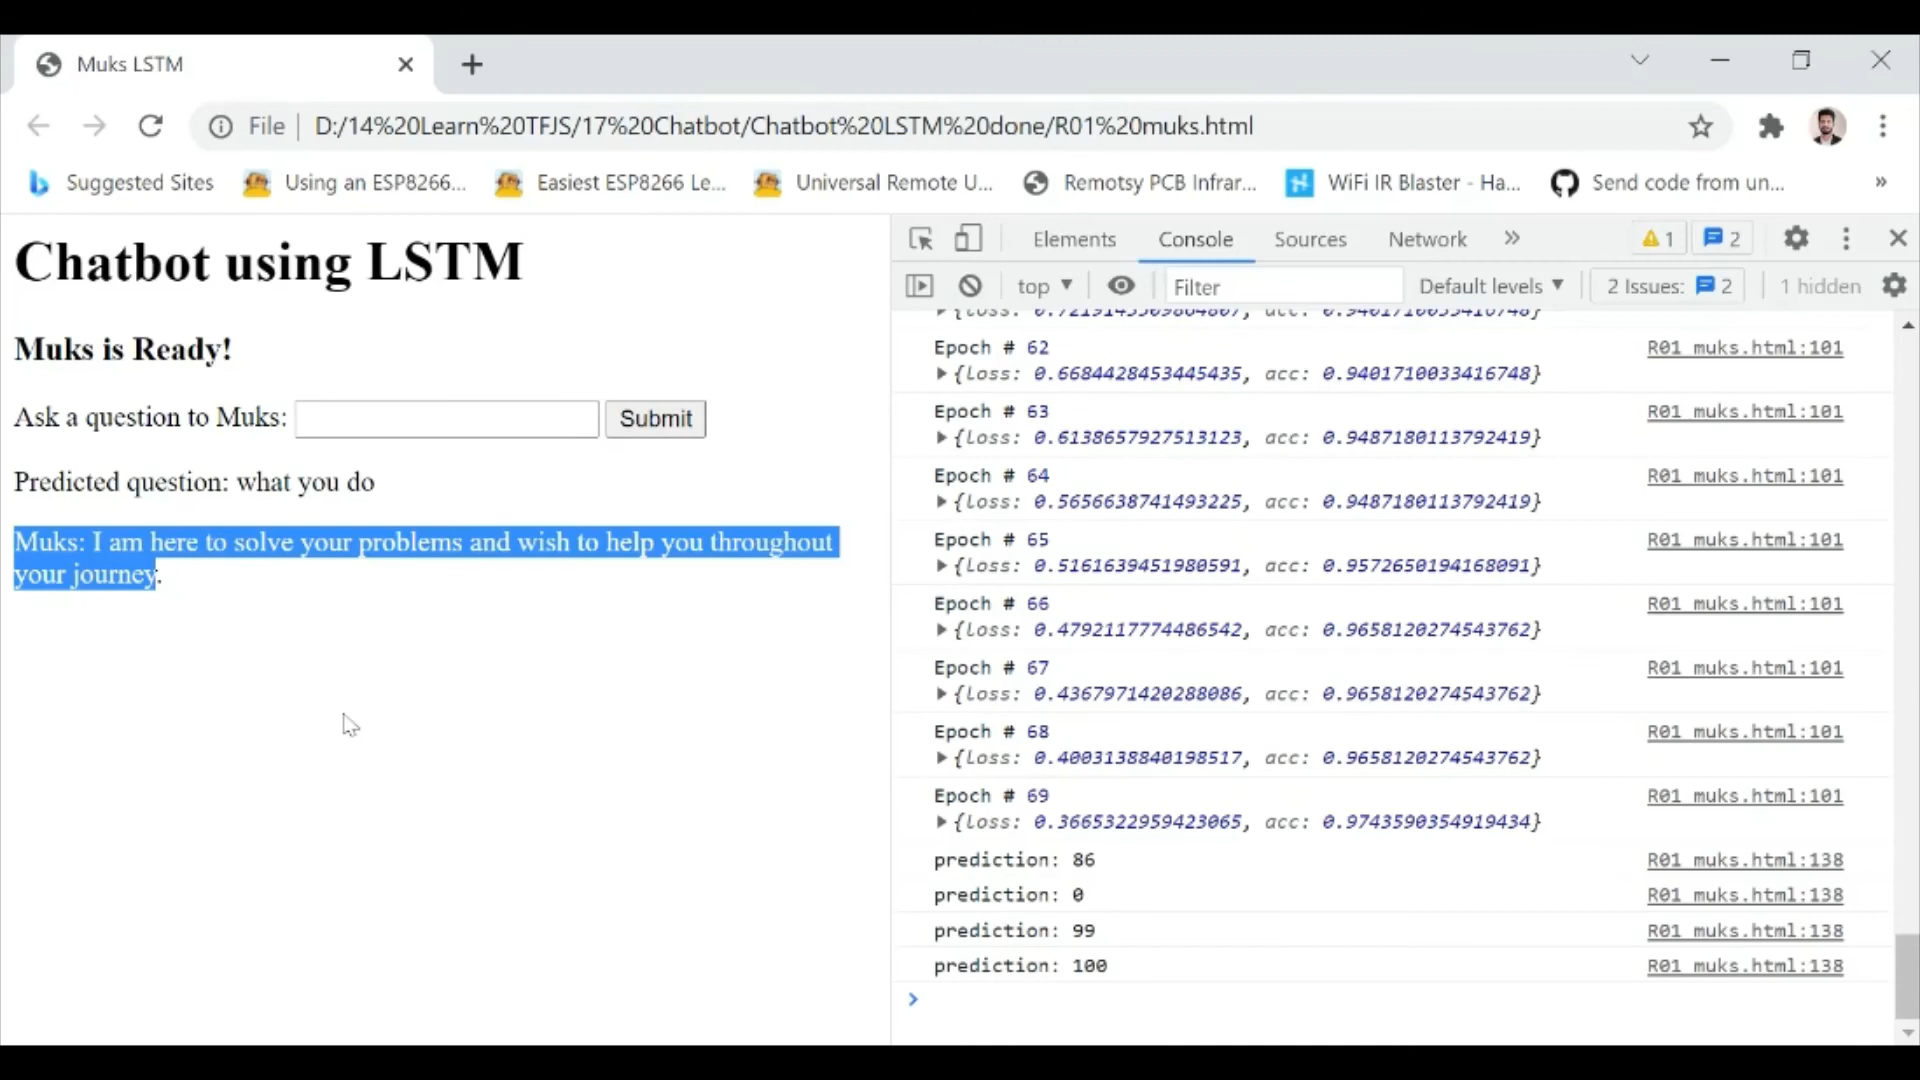 Muks LSTM
File
D:/14%20Learn%20TFJS/17%20Chatbot/Chatbot%20LSTM%20done/R01%20muks.html
Suggested Sites
Using an ESP8266...
Easiest ESP8266 Le...
Universal Remote U...
Remotsy PCB Infrar...
WiFi IR Blaster - Ha...
Send code from un...
»
Chatbot using LSTM
Muks is Ready!
Ask a question to Muks:
Submit
Predicted question: what you do
Muks: I am here to solve your problems and wish to help you throughout
your journey.
Elements Console Sources Network » 1 2
top Filter Default levels 2 Issues: 2 1 hidden
Epoch # 62 R01 muks.html:101
{loss: 0.6684428453445435, acc: 0.9401710033416748}
Epoch # 63 R01 muks.html:101
{loss: 0.6138657927513123, acc: 0.9487180113792419}
Epoch # 64 R01 muks.html:101
{loss: 0.5656638741493225, acc: 0.9487180113792419}
Epoch # 65 R01 muks.html:101
{loss: 0.5161639451980591, acc: 0.9572650194168091}
Epoch # 66 R01 muks.html:101
{loss: 0.4792117774486542, acc: 0.9658120274543762}
Epoch # 67 R01 muks.html:101
{loss: 0.43679971420288086, acc: 0.9658120274543762}
Epoch # 68 R01 muks.html:101
{loss: 0.4003138840198517, acc: 0.9658120274543762}
Epoch # 69 R01 muks.html:101
{loss: 0.3665322959423065, acc: 0.9743590354919434}
prediction: 86 R01 muks.html:138
prediction: 0 R01 muks.html:138
prediction: 99 R01 muks.html:138
prediction: 100 R01 muks.html:138